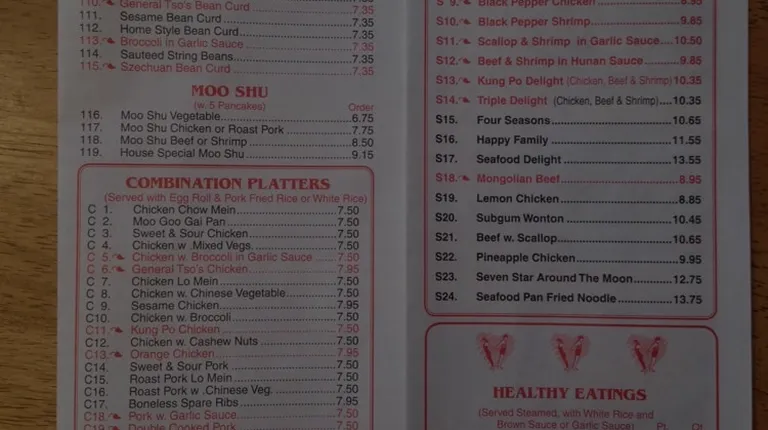 110. General Tso's Bean Curd 7.35
111. Sesame Bean Curd 7.35
112. Home Style Bean Curd 7.35
113. Broccoli in Garlic Sauce 7.35
114. Sauteed String Beans 7.35
115. Szechuan Bean Curd 7.35
MOO SHU
(w. 5 Pancakes) Order
116. Moo Shu Vegetable 6.75
117. Moo Shu Chicken or Roast Pork 7.75
118. Moo Shu Beef or Shrimp 8.50
119. House Special Moo Shu 9.15
COMBINATION PLATTERS
(Served with Egg Roll & Pork Fried Rice or White Rice)
C 1. Chicken Chow Mein 7.50
C 2. Moo Goo Gai Pan 7.50
C 3. Sweet & Sour Chicken 7.50
C 4. Chicken w .Mixed Vegs. 7.50
C 5. Chicken w. Broccoli in Garlic Sauce 7.50
C 6. General Tso's Chicken 7.95
C 7. Chicken Lo Mein 7.50
C 8. Chicken w. Chinese Vegetable 7.50
C 9. Sesame Chicken 7.95
C10. Chicken w. Broccoli 7.50
C11. Kung Po Chicken 7.50
C12. Chicken w. Cashew Nuts 7.50
C13. Orange Chicken 7.95
C14. Sweet & Sour Pork 7.50
C15. Roast Pork Lo Mein 7.50
C16. Roast Pork w .Chinese Veg. 7.50
C17. Boneless Spare Ribs 7.95
C18. Pork w. Garlic Sauce 7.50
C19. Double Cooked Pork
S 9. Black Pepper Chicken 8.95
S10. Black Pepper Shrimp 9.85
S11. Scallop & Shrimp in Garlic Sauce 10.50
S12. Beef & Shrimp in Hunan Sauce 9.85
S13. Kung Po Delight (Chicken, Beef & Shrimp) 10.35
S14. Triple Delight (Chicken, Beef & Shrimp) 10.35
S15. Four Seasons 10.65
S16. Happy Family 11.55
S17. Seafood Delight 13.55
S18. Mongolian Beef 8.95
S19. Lemon Chicken 8.85
S20. Subgum Wonton 10.45
S21. Beef w. Scallop 10.65
S22. Pineapple Chicken 9.95
S23. Seven Star Around The Moon 12.75
S24. Seafood Pan Fried Noodle 13.75
HEALTHY EATINGS
(Served Steamed, with White Rice and
Brown Sauce or Garlic Sauce) Pt. Qt.